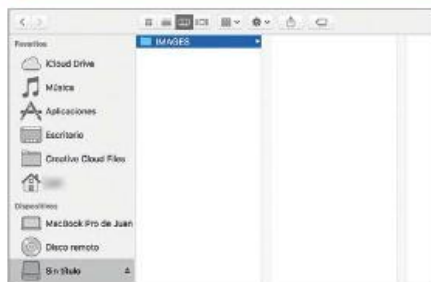 Favoritos
iCloud Drive
Música
Aplicaciones
Escritorio
Creative Cloud Files
Dispositivos
MacBook Pro de Juan
Disco remoto
Sin título
IMAGES